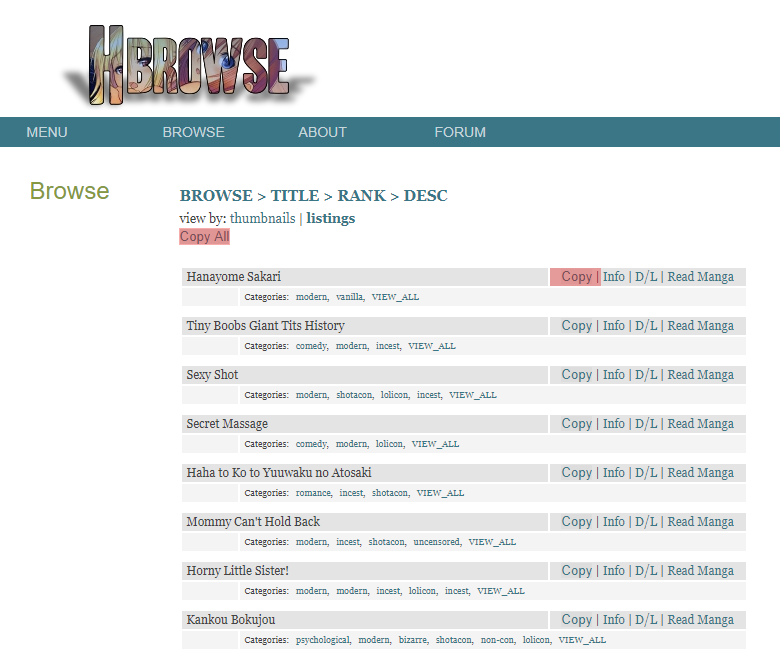 HBROWSE
MENU BROWSE ABOUT FORUM
Browse
BROWSE > TITLE > RANK > DESC
view by: thumbnails | listings
Copy All
Hanayome Sakari Copy | Info | D/L | Read Manga
Categories: modern, vanilla, VIEW_ALL
Tiny Boobs Giant Tits History Copy | Info | D/L | Read Manga
Categories: comedy, modern, incest, VIEW_ALL
Sexy Shot Copy | Info | D/L | Read Manga
Categories: modern, shotacon, lolicon, incest, VIEW_ALL
Secret Massage Copy | Info | D/L | Read Manga
Categories: comedy, modern, lolicon, VIEW_ALL
Haha to Ko to Yuuwaku no Atosaki Copy | Info | D/L | Read Manga
Categories: romance, incest, shotacon, VIEW_ALL
Mommy Can't Hold Back Copy | Info | D/L | Read Manga
Categories: modern, incest, shotacon, uncensored, VIEW_ALL
Horny Little Sister! Copy | Info | D/L | Read Manga
Categories: modern, modern, incest, lolicon, incest, VIEW_ALL
Kankou Bokujou Copy | Info | D/L | Read Manga
Categories: psychological, modern, bizarre, shotacon, non-con, lolicon, VIEW_ALL